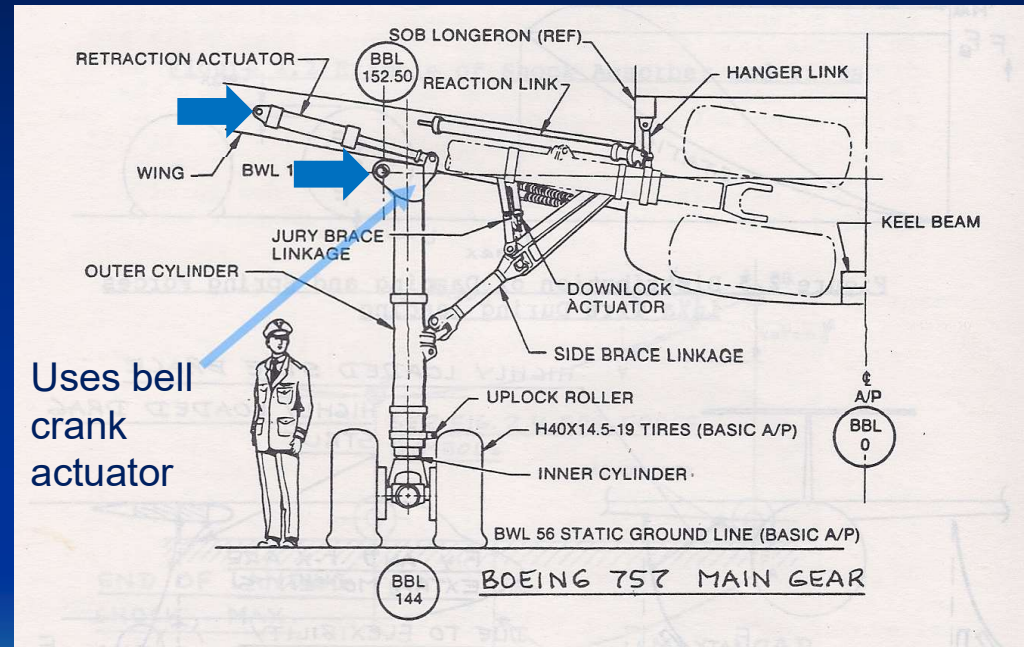 SOB LONGERON (REF)
RETRACTION ACTUATOR
BBL
152.50
REACTION LINK
HANGER LINK
WING
BWL 1
KEEL BEAM
JURY BRACE
LINKAGE
OUTER CYLINDER
DOWNLOCK
ACTUATOR
SIDE BRACE LINKAGE
Uses bell
crank
actuator
℄
A/P
BBL
0
UPLOCK ROLLER
H40X14.5-19 TIRES (BASIC A/P)
INNER CYLINDER
BWL 56 STATIC GROUND LINE (BASIC A/P)
BBL
144
BOEING 757 MAIN GEAR